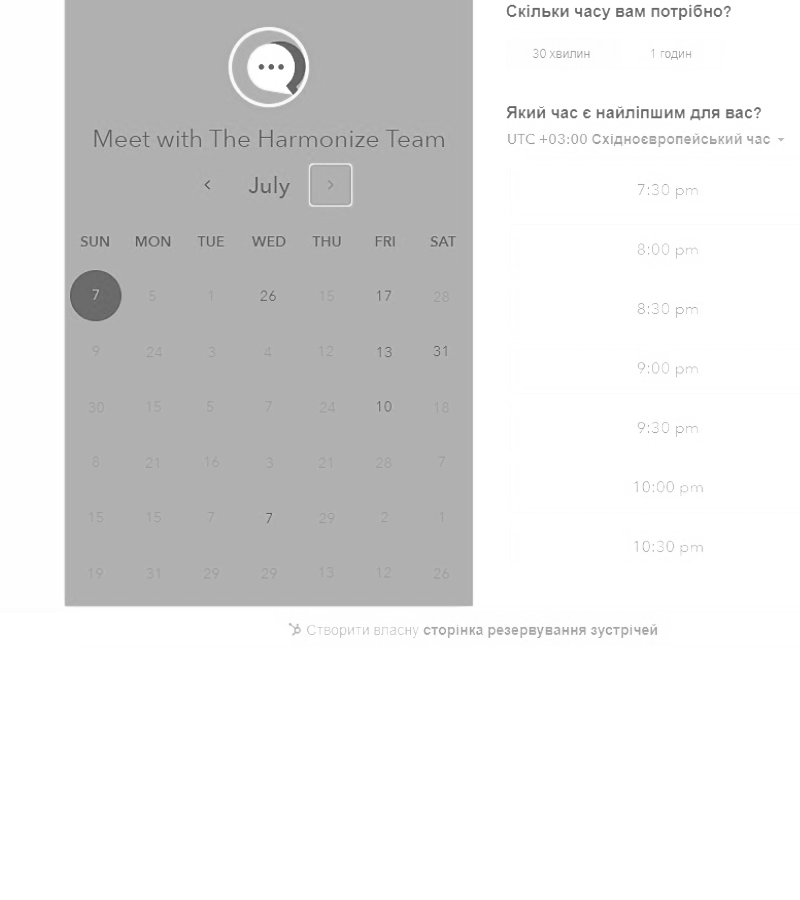 Meet with The Harmonize Team
July
SUN MON TUE WED THU FRI SAT
7 5 1 26 15 17 28
9 24 3 4 12 13 31
30 15 5 7 24 10 18
8 21 16 3 21 28 7
15 15 7 7 29 2 1
19 31 29 29 13 12 26
Скільки часу вам потрібно?
30 хвилин 1 годин
Який час є найліпшим для вас?
UTC +03:00 Східноєвропейський час
7:30 pm
8:00 pm
8:30 pm
9:00 pm
9:30 pm
10:00 pm
10:30 pm
Створити власну сторінка резервування зустрічей